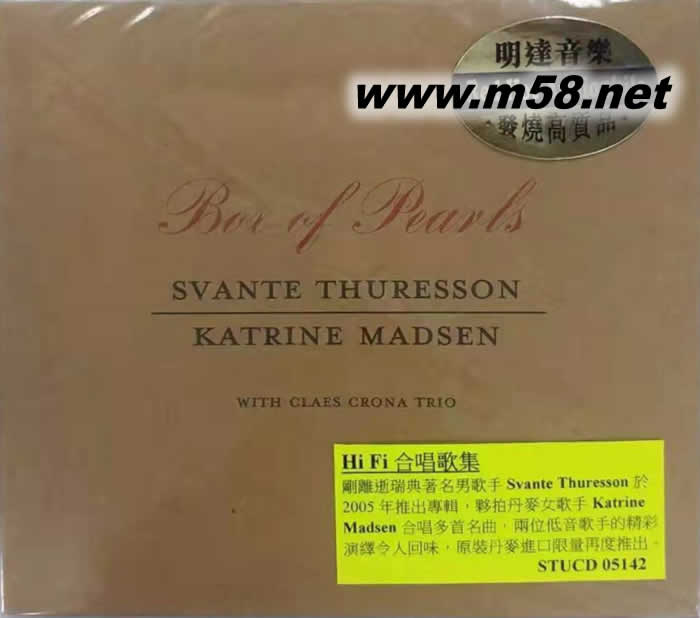 明達音樂
www.m58.net
·發燒高質品·
Box of Pearls
SVANTE THURESSON
KATRINE MADSEN
WITH CLAES CRONA TRIO
Hi Fi 合唱歌集
剛離逝瑞典著名男歌手 Svante Thuresson 於
2005 年推出專輯，夥拍丹麥女歌手 Katrine
Madsen 合唱多首名曲，兩位低音歌手的精彩
演繹令人回味，原裝丹麥進口限量再度推出。
STUCD 05142